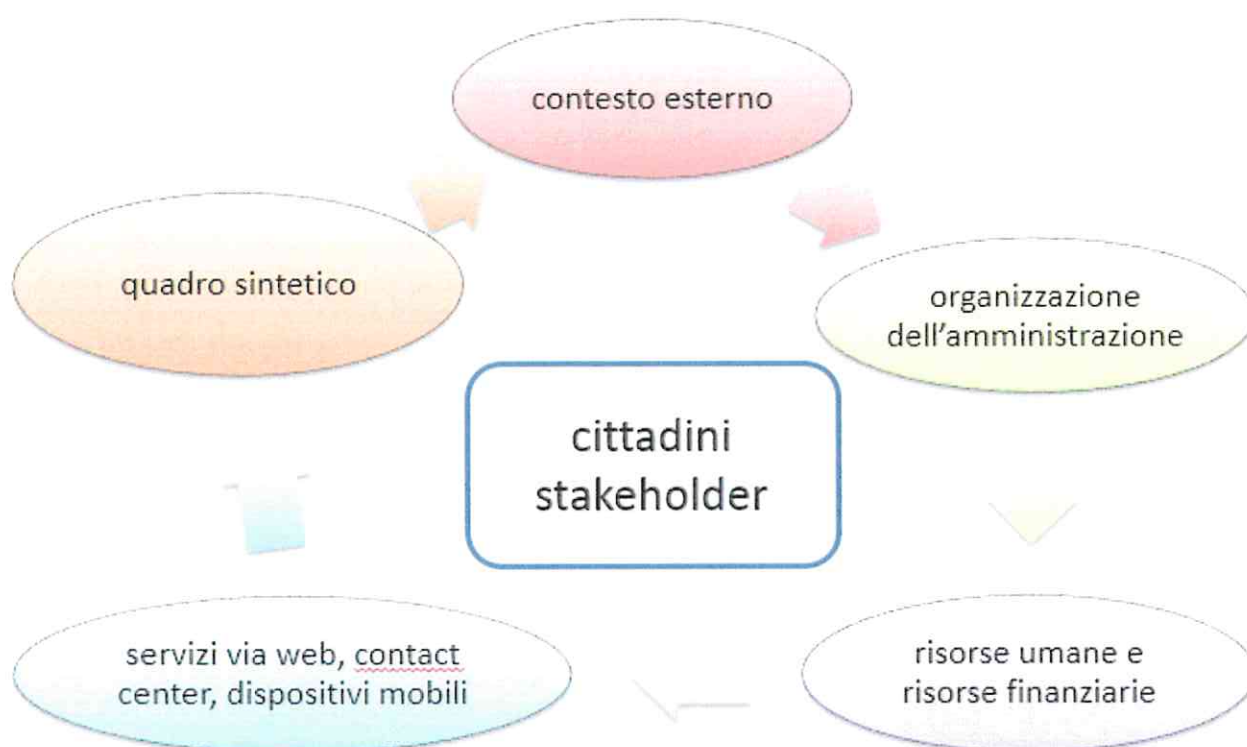 contesto esterno
quadro sintetico
organizzazione
dell'amministrazione
cittadini
stakeholder
servizi via web, contact
center, dispositivi mobili
risorse umane e
risorse finanziarie